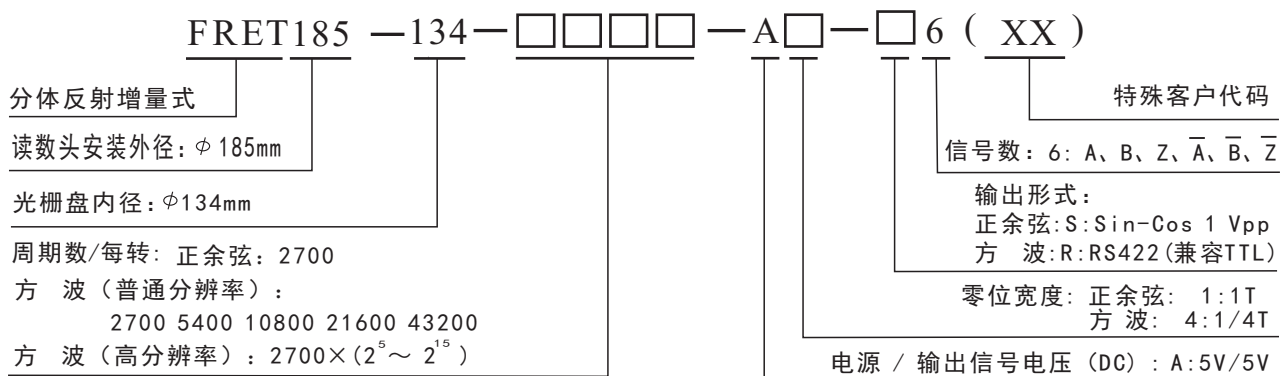 FRET185 —134—□□□□—A□—□6 ( XX )
分体反射增量式
读数头安装外径: φ185mm
光栅盘内径: φ134mm
周期数/每转: 正余弦: 2700
方 波 (普通分辨率) :
2700 5400 10800 21600 43200
方 波 (高分辨率) : 2700×(2⁵～ 2¹⁵ )
特殊客户代码
信号数: 6: A、B、Z、A̅、B̅、Z̅
输出形式:
正余弦:S:Sin-Cos 1 Vpp
方 波:R:RS422(兼容TTL)
零位宽度: 正余弦: 1:1T
方 波: 4:1/4T
电源 / 输出信号电压 (DC) : A:5V/5V